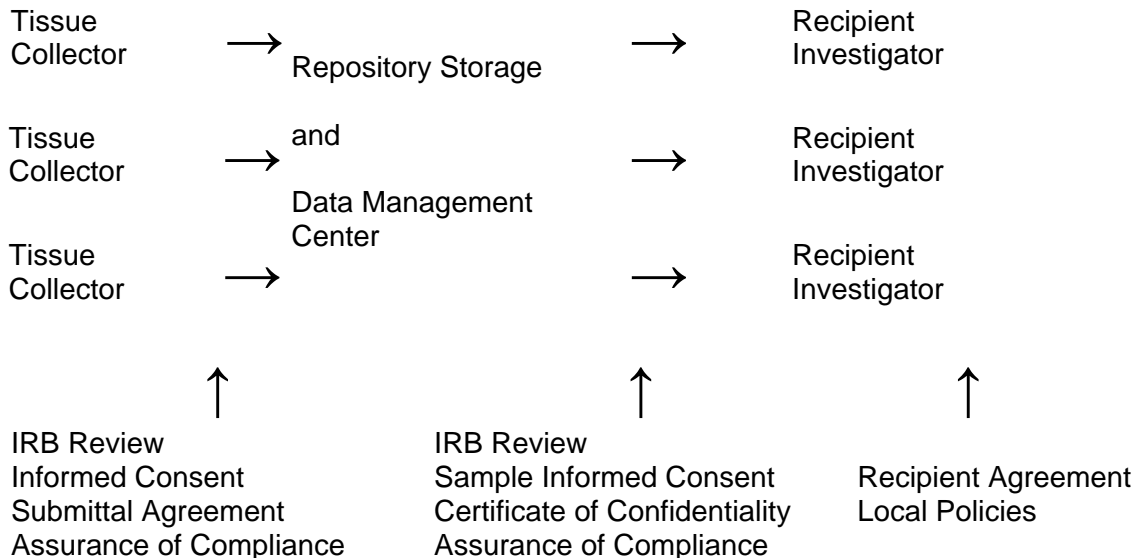 Tissue
Collector
→
Repository Storage
→
Recipient
Investigator
Tissue
Collector
→
and
→
Recipient
Investigator
Data Management
Center
Tissue
Collector
→
→
Recipient
Investigator
↑
↑
↑
IRB Review
Informed Consent
Submittal Agreement
Assurance of Compliance
IRB Review
Sample Informed Consent
Certificate of Confidentiality
Assurance of Compliance
Recipient Agreement
Local Policies